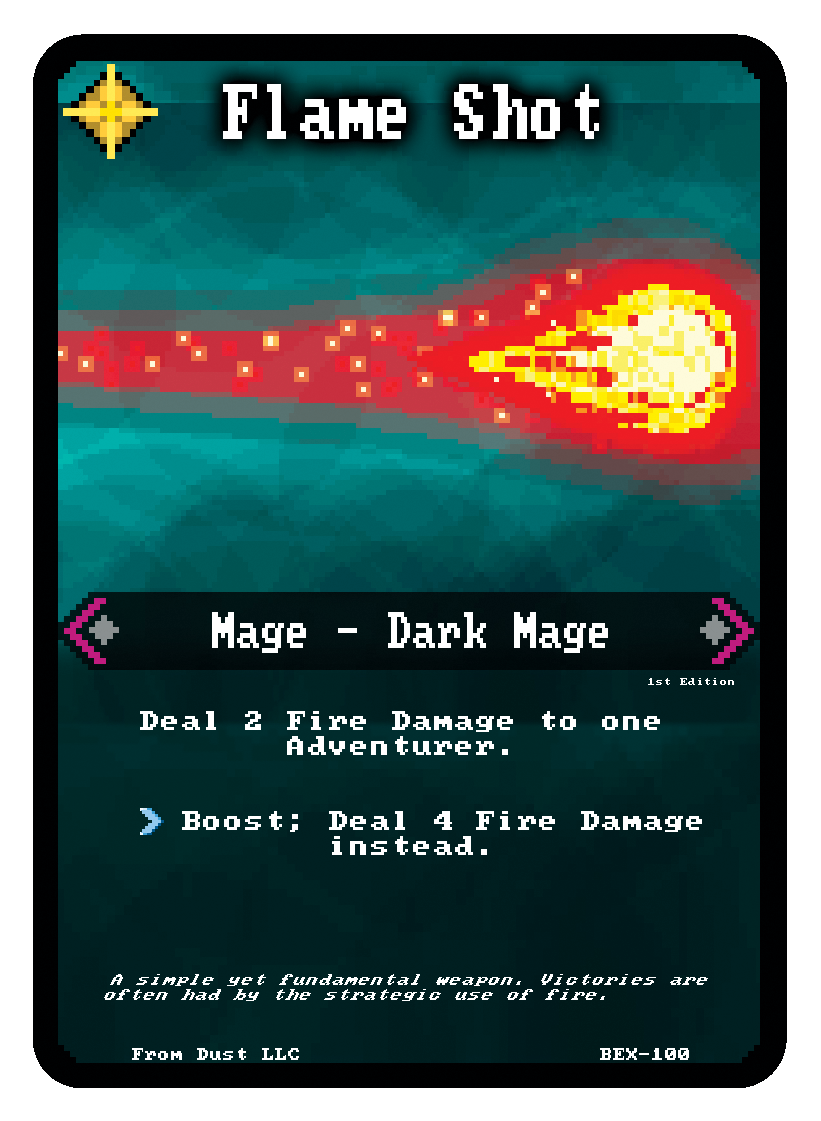 Flame Shot
Mage - Dark Mage
1st Edition
Deal 2 Fire Damage to one
Adventurer.
Boost; Deal 4 Fire Damage
instead.
A simple yet fundamental weapon. Victories are
often had by the strategic use of fire.
From Dust LLC
BEX-100